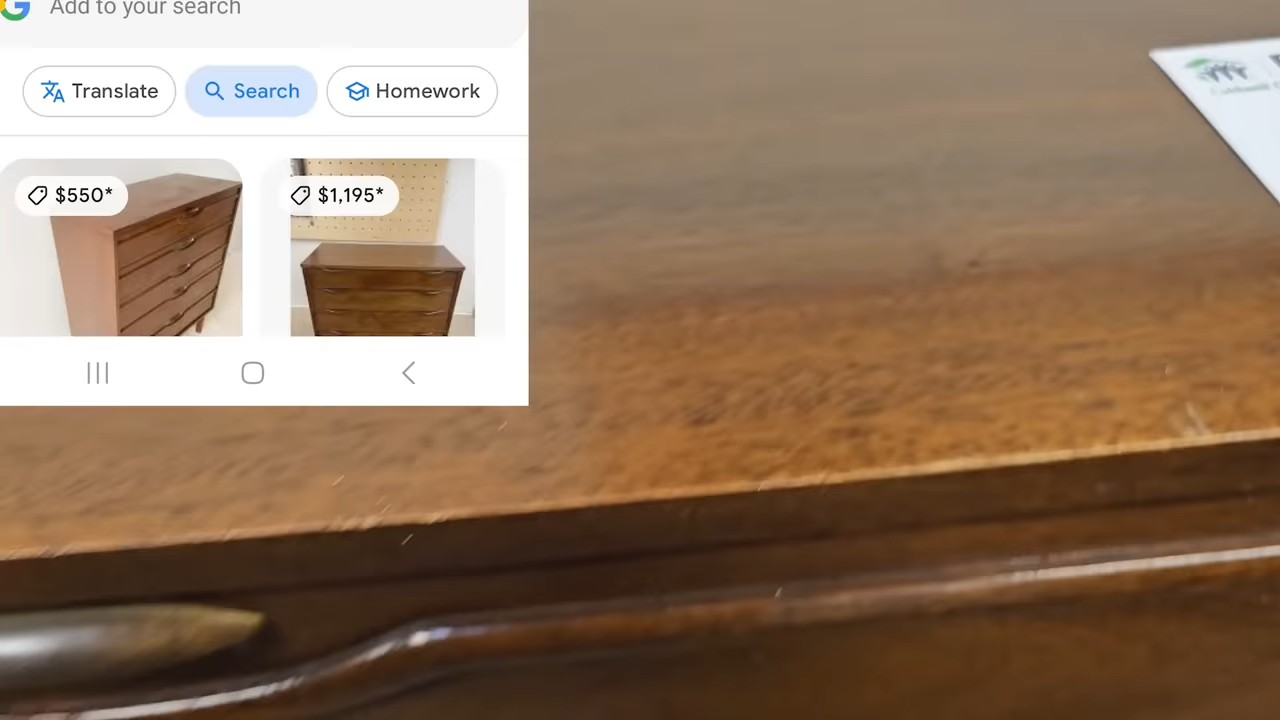 Add to your search
Translate
Search
Homework
$550*
$1,195*